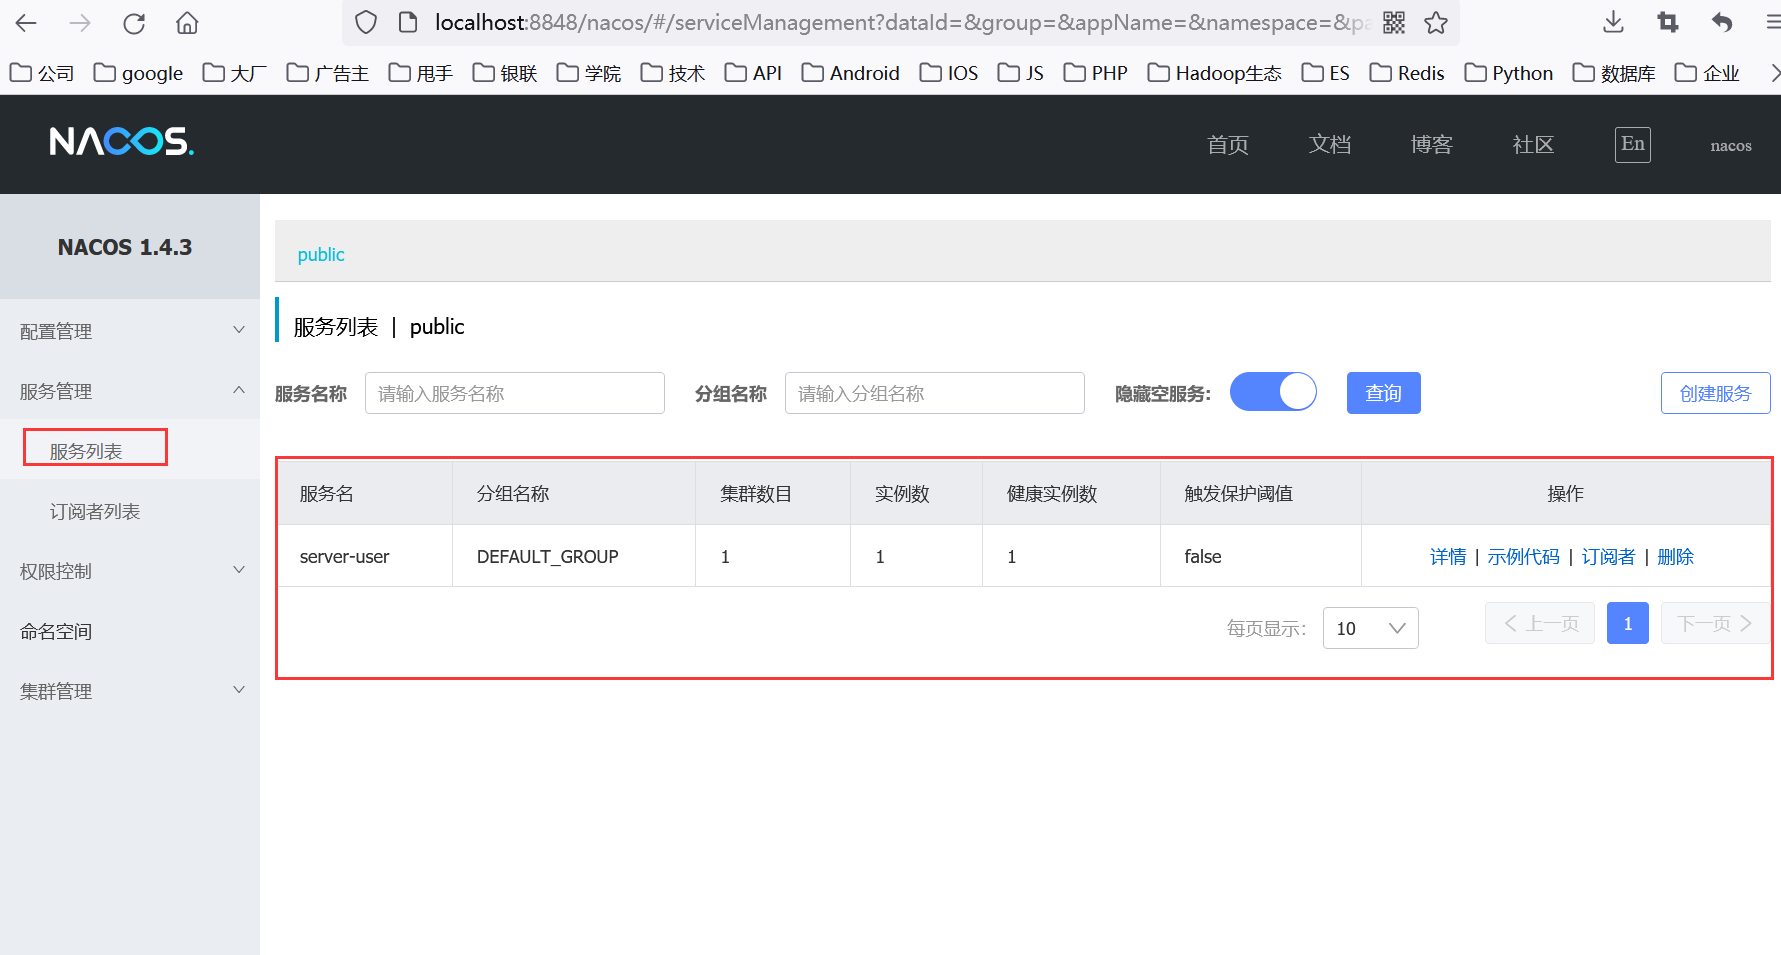 localhost:8848/nacos/#/serviceManagement?dataId=&group=&appName=&namespace=&pa
公司 google 大厂 广告主 甩手 银联 学院 技术 API Android IOS JS PHP Hadoop生态 ES Redis Python 数据库 企业
NACOS. 首页 文档 博客 社区 En nacos
NACOS 1.4.3
配置管理
服务管理
服务列表
订阅者列表
权限控制
命名空间
集群管理
public
服务列表 | public
服务名称 请输入服务名称 分组名称 请输入分组名称 隐藏空服务: 查询 创建服务
服务名 分组名称 集群数目 实例数 健康实例数 触发保护阈值 操作
server-user DEFAULT_GROUP 1 1 1 false 详情 | 示例代码 | 订阅者 | 删除
每页显示: 10 上一页 1 下一页